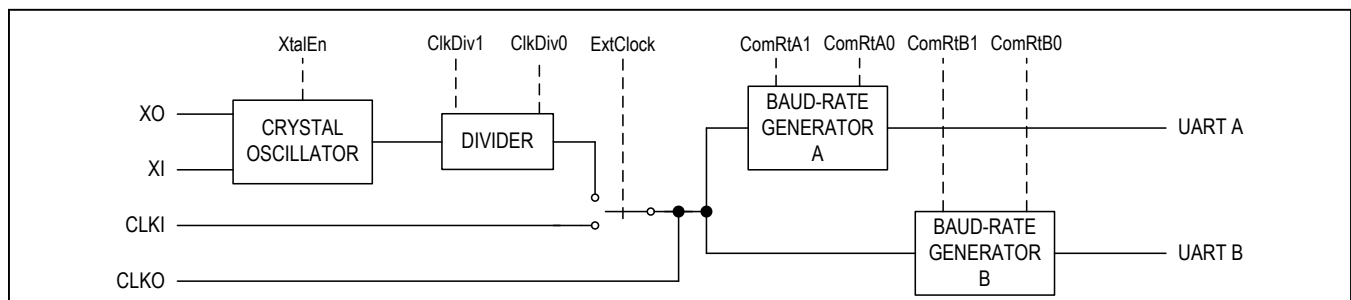 XtalEn
ClkDiv1
ClkDiv0
ExtClock
ComRtA1
ComRtA0
ComRtB1
ComRtB0
XO
XI
CLKI
CLKO
CRYSTAL
OSCILLATOR
DIVIDER
BAUD-RATE
GENERATOR
A
UART A
BAUD-RATE
GENERATOR
B
UART B